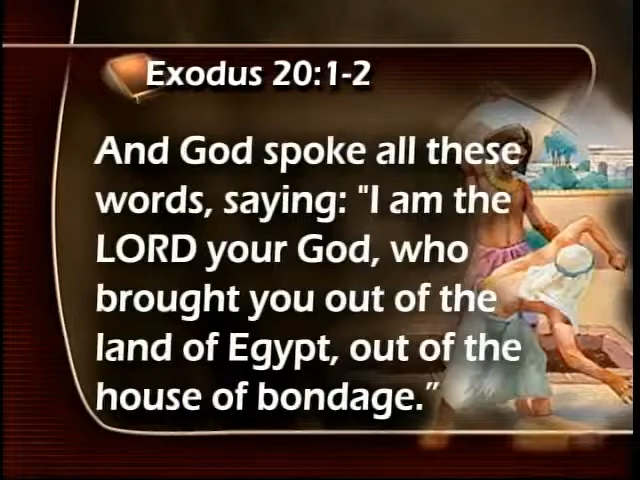 Exodus 20:1-2
And God spoke all these
words, saying: "I am the
LORD your God, who
brought you out of the
land of Egypt, out of the
house of bondage.”